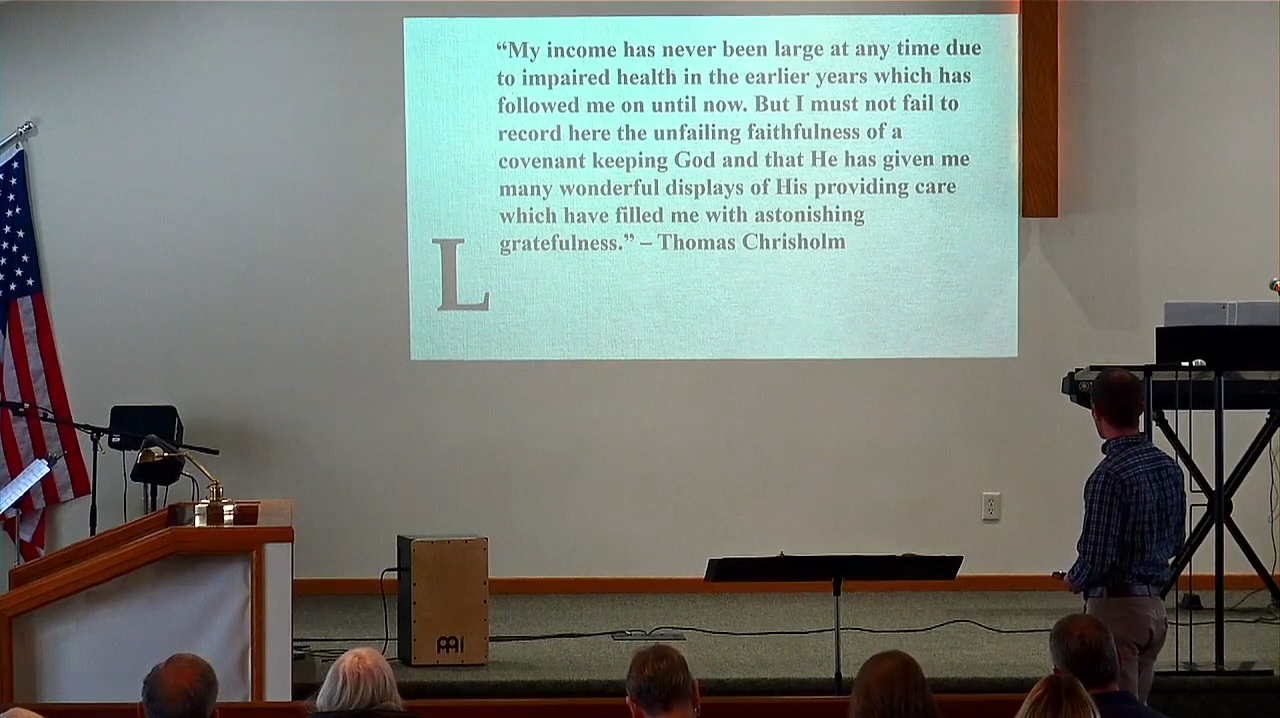 “My income has never been large at any time due
to impaired health in the earlier years which has
followed me on until now. But I must not fail to
record here the unfailing faithfulness of a
covenant keeping God and that He has given me
many wonderful displays of His providing care
which have filled me with astonishing
gratefulness.” – Thomas Chrisholm
L